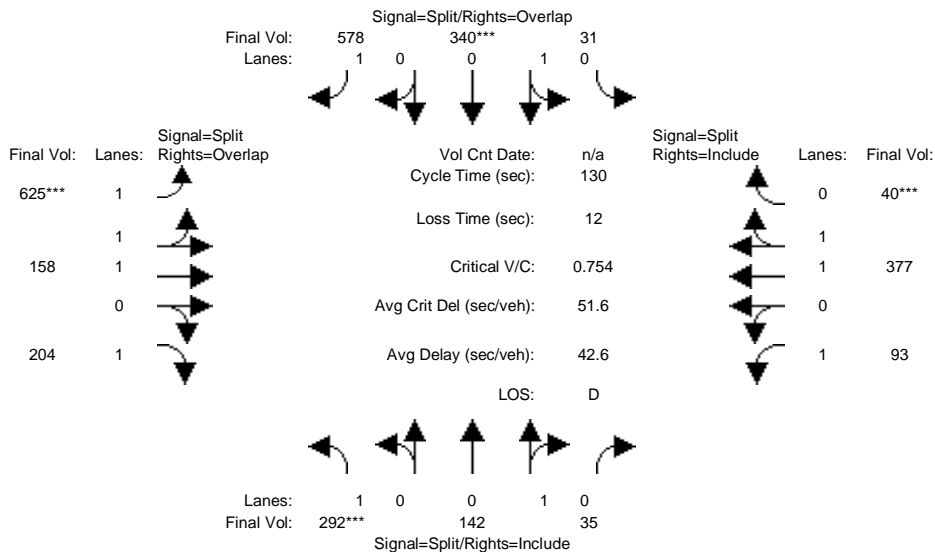 Signal=Split/Rights=Overlap
Final Vol: 578 340*** 31
Lanes: 1 0 0 1 0
Signal=Split
Final Vol: Lanes: Rights=Overlap
Vol Cnt Date: n/a
Cycle Time (sec): 130
Signal=Split
Rights=Include Lanes: Final Vol:
625*** 1
0 40***
Loss Time (sec): 12
1
1
158 1
Critical V/C: 0.754
1 377
0
Avg Crit Del (sec/veh): 51.6
0
204 1
Avg Delay (sec/veh): 42.6
1 93
LOS: D
Lanes: 1 0 0 1 0
Final Vol: 292*** 142 35
Signal=Split/Rights=Include